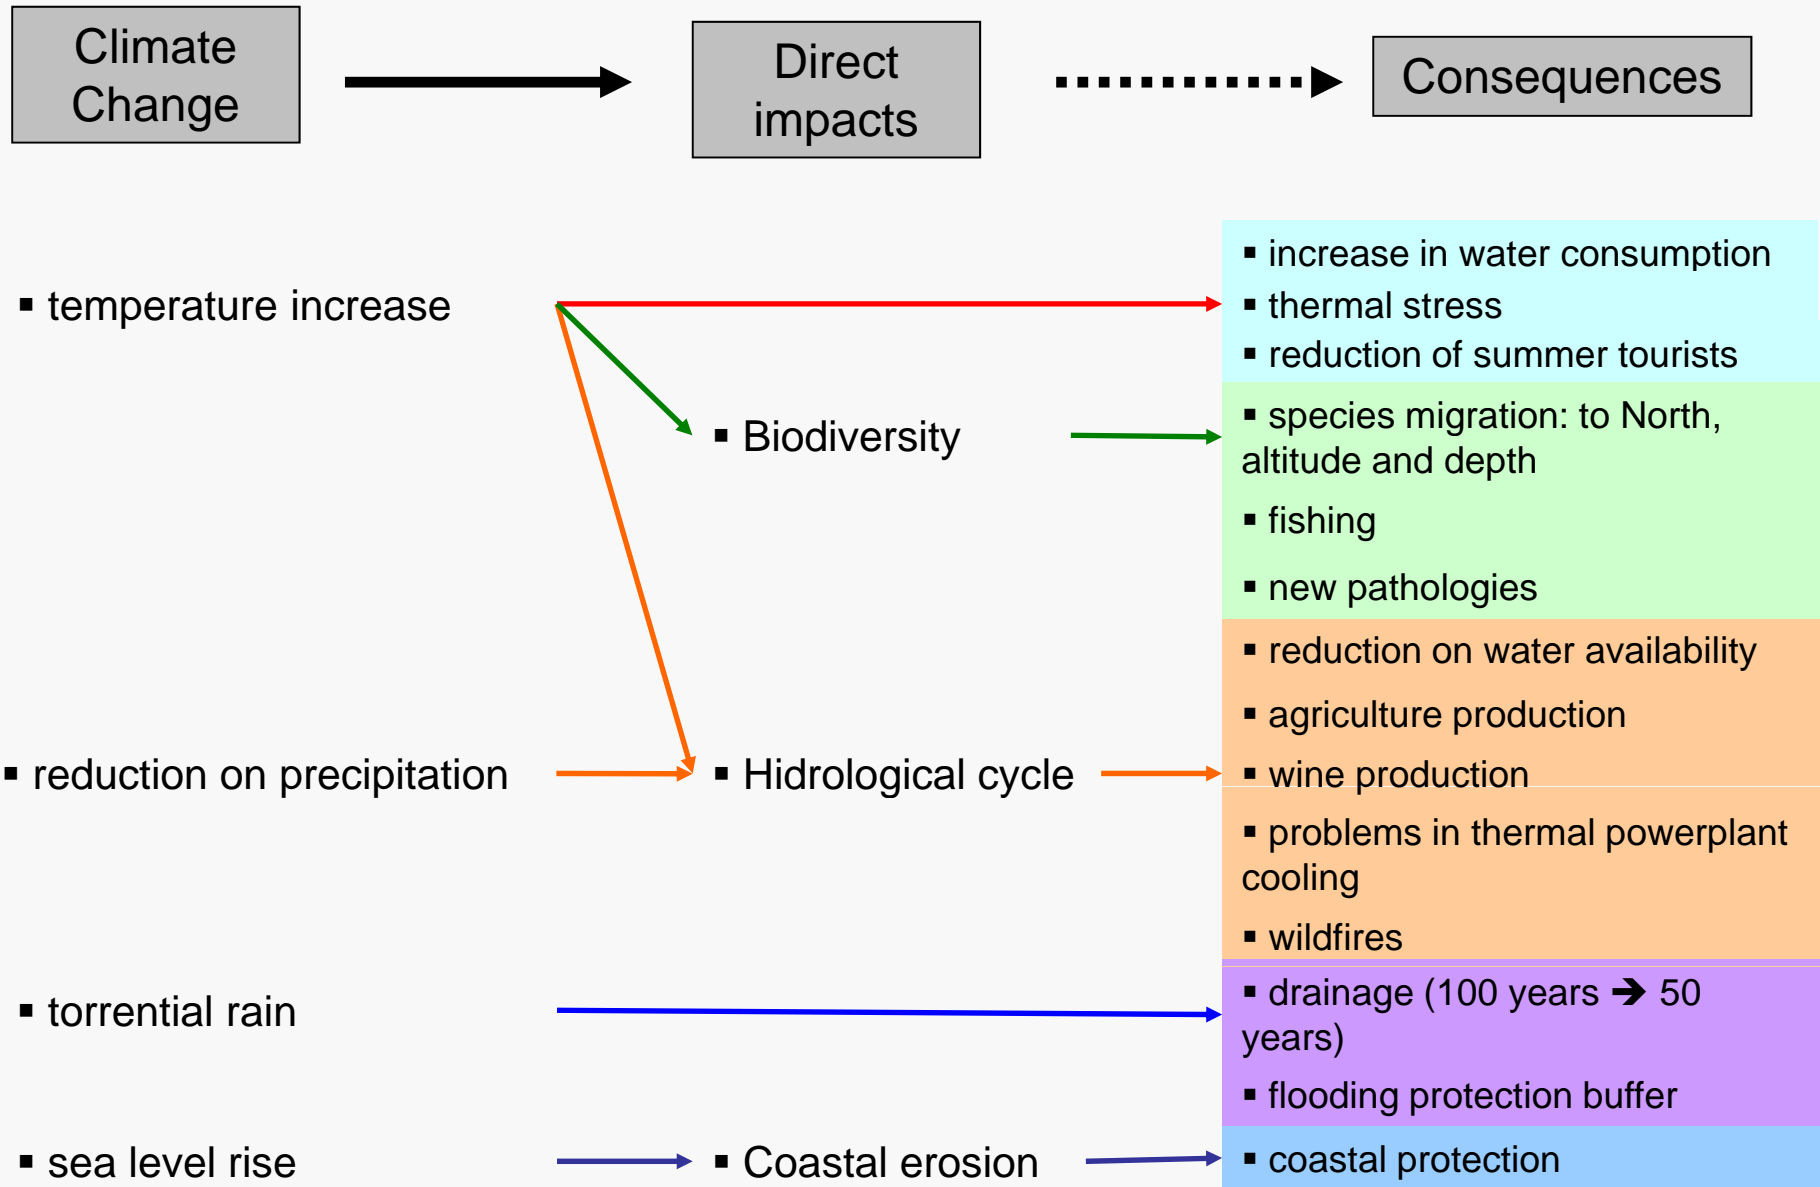 Climate
Change
Direct
impacts
Consequences
▪ temperature increase
▪ reduction on precipitation
▪ torrential rain
▪ sea level rise
▪ Biodiversity
▪ Hidrological cycle
▪ Coastal erosion
▪ increase in water consumption
▪ thermal stress
▪ reduction of summer tourists
▪ species migration: to North,
altitude and depth
▪ fishing
▪ new pathologies
▪ reduction on water availability
▪ agriculture production
▪ wine production
▪ problems in thermal powerplant
cooling
▪ wildfires
▪ drainage (100 years ➔ 50
years)
▪ flooding protection buffer
▪ coastal protection